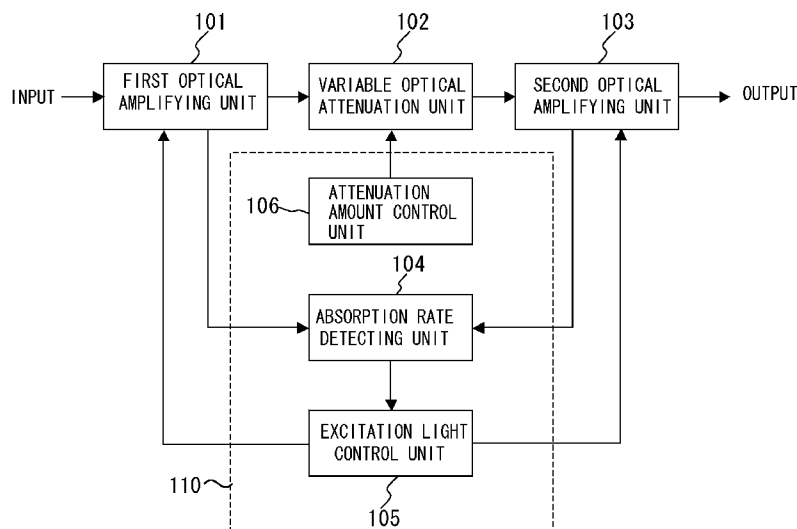 101
102
103
INPUT
FIRST OPTICAL
AMPLIFYING UNIT
VARIABLE OPTICAL
ATTENUATION UNIT
SECOND OPTICAL
AMPLIFYING UNIT
OUTPUT
106
ATTENUATION
AMOUNT CONTROL
UNIT
104
ABSORPTION RATE
DETECTING UNIT
EXCITATION LIGHT
CONTROL UNIT
110
105